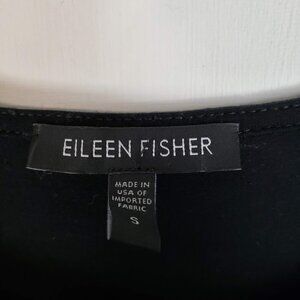 EILEEN FISHER
MADE IN
USA OF
IMPORTED
FABRIC
S